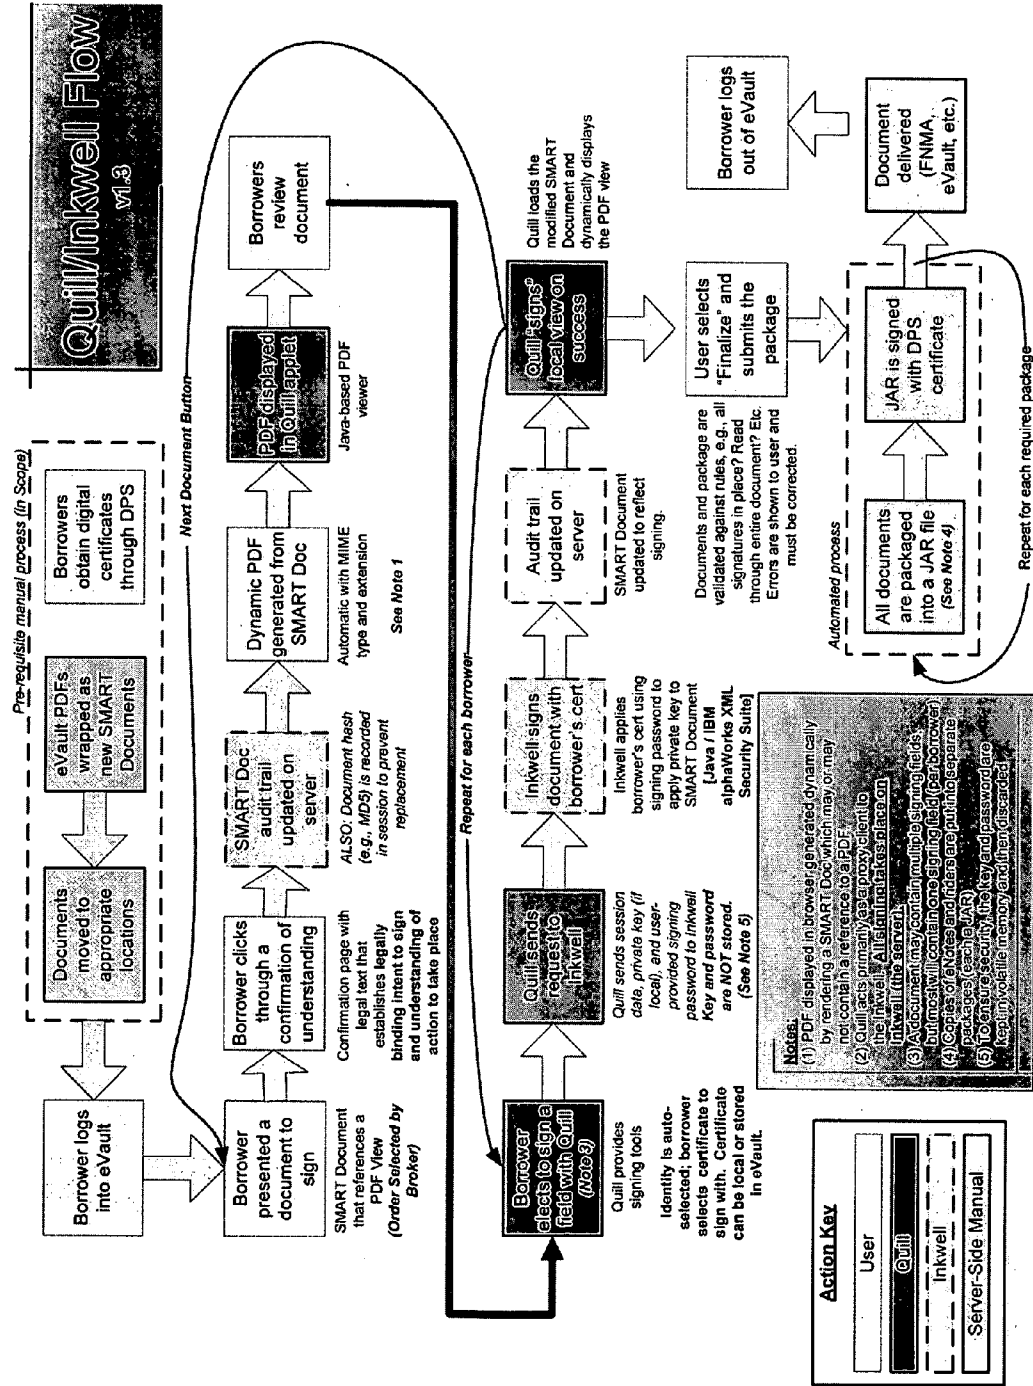 Quill/Inkwell Flow
v1.3
Pre-requisite manual process (In Scope)
Borrower logs
into eVault
Documents
moved to
appropriate
locations
eVault PDFs
wrapped as
new SMART
Documents
Borrowers
obtain digital
certificates
through DPS
Next Document Button
Borrower
presented a
document to
sign
SMART Document
that references a
PDF View
(Order Selected by
Broker)
Borrower clicks
through a
confirmation of
understanding
Confirmation page with
legal text that
establishes legally
binding intent to sign
and understanding of
action to take place
SMART Doc
audit trail
updated on
server
ALSO: Document hash
(e.g., MD5) is recorded
in session to prevent
replacement
Dynamic PDF
generated from
SMART Doc
Automatic with MIME
type and extension
See Note 1
PDF displayed
in Quill applet
Java-based PDF
viewer
Borrowers
review
document
Repeat for each borrower
Borrower
elects to sign a
field with Quill
(Note 3)
Quill provides
signing tools
Identity is auto-
selected; borrower
selects certificate to
sign with. Certificate
can be local or stored
in eVault.
Quill sends
request to
Inkwell
Quill sends session
data, private key (if
local), and user-
provided signing
password to Inkwell
Key and password
are NOT stored.
(See Note 5)
Inkwell signs
document with
borrower's cert
Inkwell applies
borrower's cert using
signing password to
apply private key to
SMART Document
[Java / IBM
alphaWorks XML
Security Suite]
Audit trail
updated on
server
SMART Document
updated to reflect
signing.
Quill "signs"
local view on
success
Quill loads the
modified SMART
Document and
dynamically displays
the PDF view
User selects
"Finalize" and
submits the
package
Documents and package are
validated against rules, e.g., all
signatures in place? Read
through entire document? Etc.
Errors are shown to user and
must be corrected.
Automated process
All documents
are packaged
into a JAR file
(See Note 4)
JAR is signed
with DPS
certificate
Document
delivered
(FNMA,
eVault, etc.)
Borrower logs
out of eVault
Repeat for each required package
Action Key
User
Quill
Inkwell
Server-Side Manual
Notes:
(1) PDF displayed in browser generated dynamically
by rendering a SMART Doc which may or may
not contain a reference to a PDF.
(2) Quill acts primarily as a proxy client to
the Inkwell. All signing takes place on
Inkwell (the server).
(3) A document may contain multiple signing fields,
but most will contain one signing field (per borrower)
(4) Copies of eNotes and riders are put into separate
packages (each a JAR)
(5) To ensure security, the key and password are
kept in volatile memory and then discarded